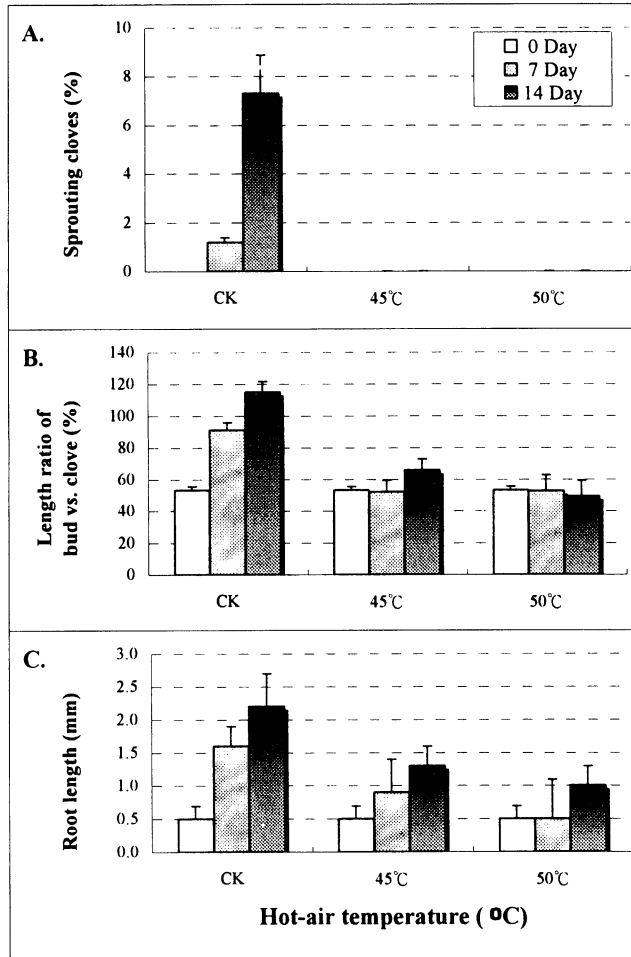 A.
Sprouting cloves (%)
10
8
6
4
2
0
0 Day
7 Day
14 Day
CK 45℃ 50℃
B.
Length ratio of
bud vs. clove (%)
140
120
100
80
60
40
20
0
CK 45℃ 50℃
C.
Root length (mm)
3.0
2.5
2.0
1.5
1.0
0.5
0.0
CK 45℃ 50℃
Hot-air temperature ( ºC)